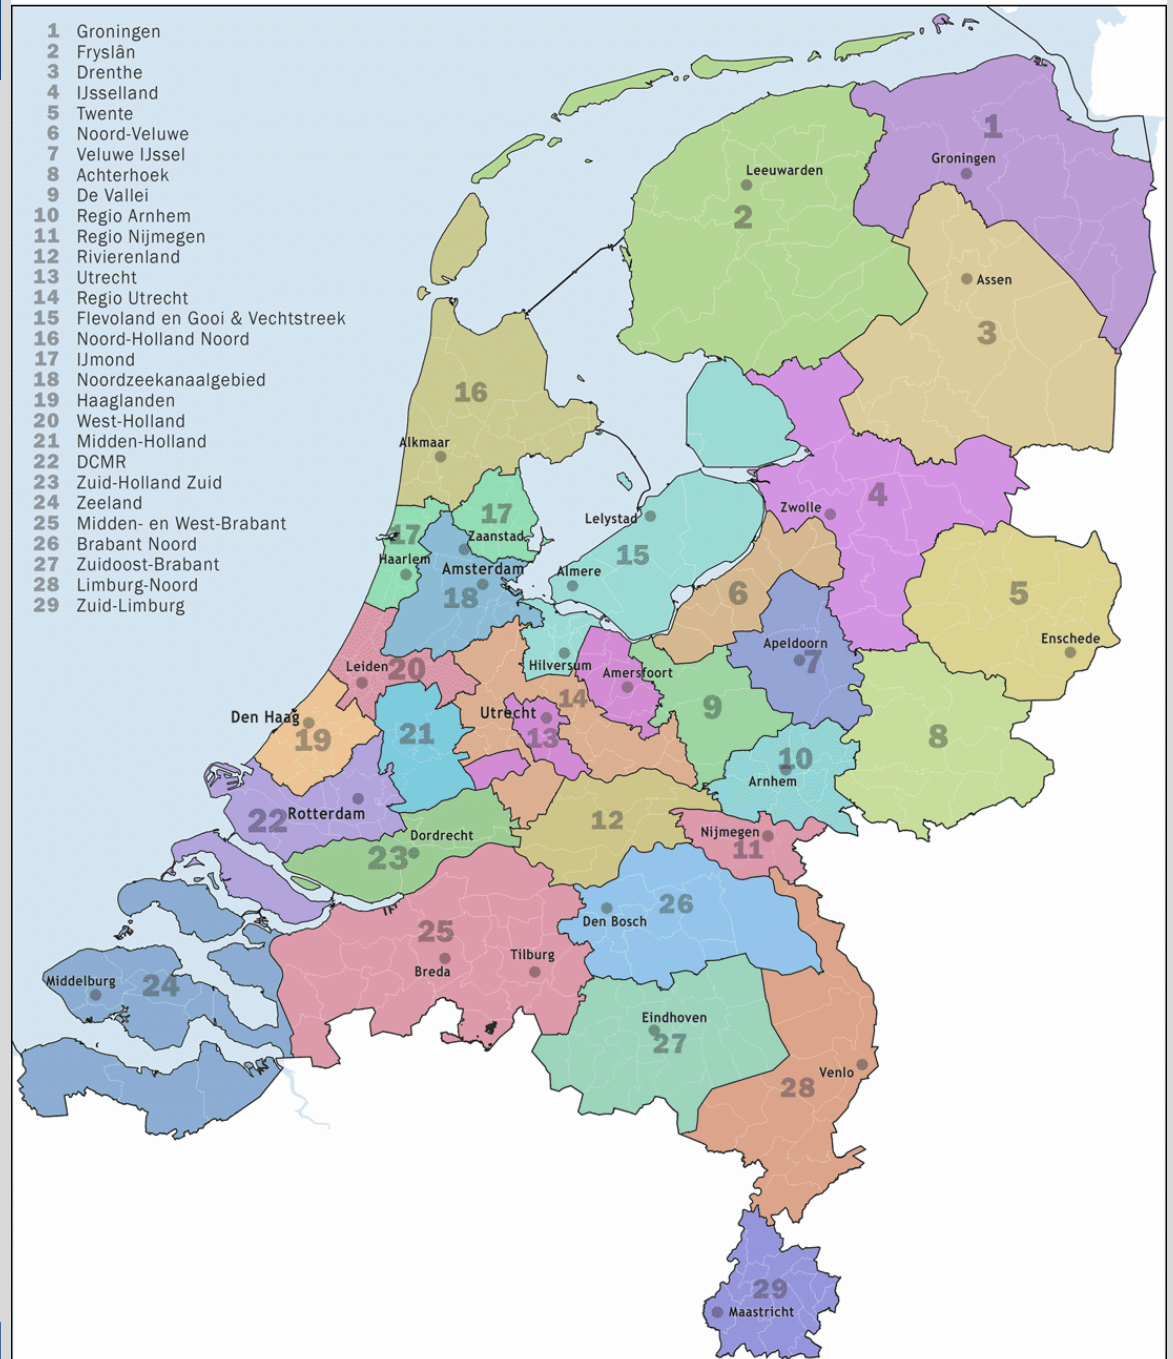 1 Groningen
2 Fryslân
3 Drenthe
4 IJsselland
5 Twente
6 Noord-Veluwe
7 Veluwe IJssel
8 Achterhoek
9 De Vallei
10 Regio Arnhem
11 Regio Nijmegen
12 Rivierenland
13 Utrecht
14 Regio Utrecht
15 Flevoland en Gooi & Vechtstreek
16 Noord-Holland Noord
17 IJmond
18 Noordzeekanaalgebied
19 Haaglanden
20 West-Holland
21 Midden-Holland
22 DCMR
23 Zuid-Holland Zuid
24 Zeeland
25 Midden- en West-Brabant
26 Brabant Noord
27 Zuidoost-Brabant
28 Limburg-Noord
29 Zuid-Limburg
1
Groningen
Leeuwarden
2
Assen
3
16
Alkmaar
4
Zwolle
17
Zaanstad
Lelystad
17
Haarlem
15
Amsterdam
Almere
18
6
5
Enschede
Apeldoorn
7
Leiden
20
Hilversum
Amersfoort
14
9
Den Haag
19
21
Utrecht
13
8
10
Arnhem
22
Rotterdam
12
Dordrecht
23
Nijmegen
11
26
Den Bosch
25
Breda
Tilburg
Middelburg
24
Eindhoven
27
Venlo
28
29
Maastricht